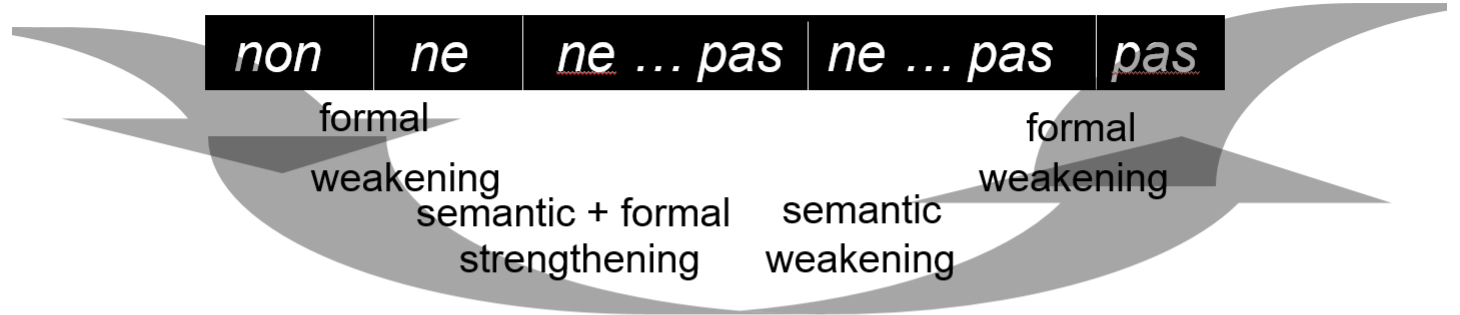 non ne ne … pas ne … pas pas
formal
weakening
semantic + formal
strengthening
semantic
weakening
formal
weakening